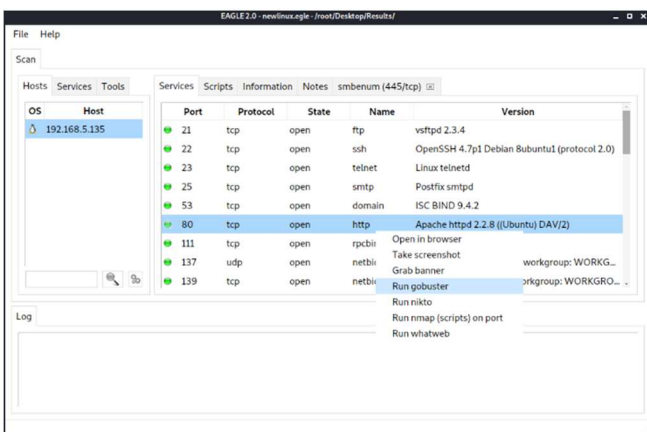 EAGLE 2.0 - newlinux.egle - /root/Desktop/Results/
File Help
Scan
Hosts Services Tools
Services Scripts Information Notes smbenum (445/tcp)
OS Host
Port Protocol State Name Version
192.168.5.135
21 tcp open ftp vsftpd 2.3.4
22 tcp open ssh OpenSSH 4.7p1 Debian 8ubuntu1 (protocol 2.0)
23 tcp open telnet Linux telnetd
25 tcp open smtp Postfix smtpd
53 tcp open domain ISC BIND 9.4.2
80 tcp open http Apache httpd 2.2.8 ((Ubuntu) DAV/2)
111 tcp open rpcbin
137 udp open netbio workgroup: WORKG...
139 tcp open netbio orkgroup: WORKGRO...
Open in browser
Take screenshot
Grab banner
Run gobuster
Run nikto
Run nmap (scripts) on port
Run whatweb
Log